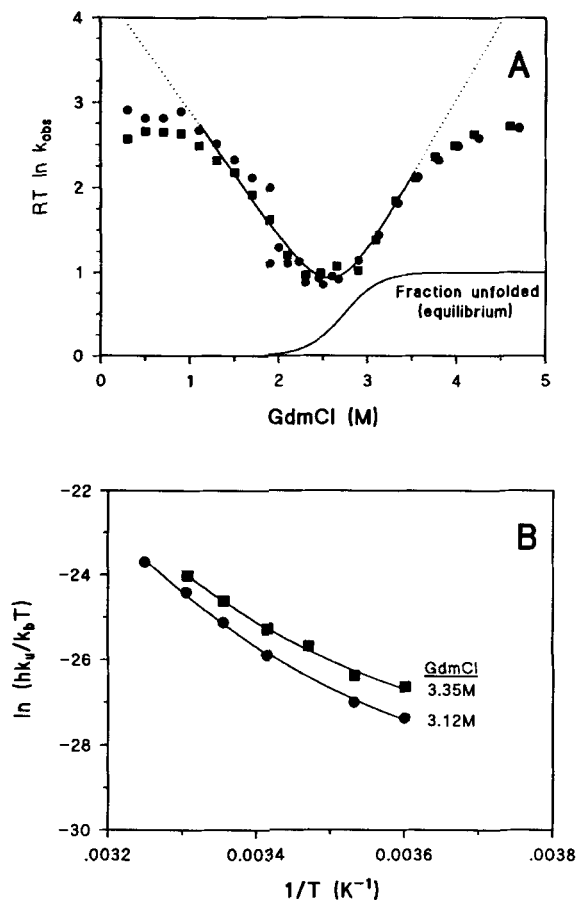 A
4
3
2
1
0
RT ln k_obs
Fraction unfolded
(equilibrium)
0 1 2 3 4 5
GdmCl (M)
B
-22
-24
-26
-28
-30
ln (hk_u/k_bT)
GdmCl
3.35M
3.12M
.0032 .0034 .0036 .0038
1/T (K⁻¹)